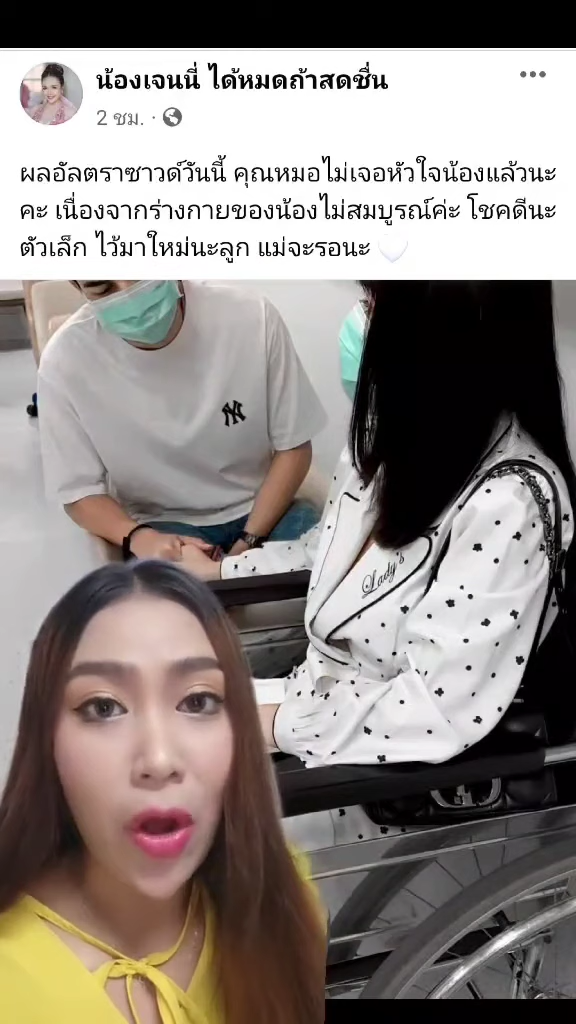 น้องเจนนี่ ได้หมดถ้าสดชื่น
2 ชม.
ผลอัลตราซาวด์วันนี้ คุณหมอไม่เจอหัวใจน้องแล้วนะ
คะ เนื่องจากร่างกายของน้องไม่สมบูรณ์ค่ะ โชคดีนะ
ตัวเล็ก ไว้มาใหม่นะลูก แม่จะรอนะ 🤍
NY
Lady's